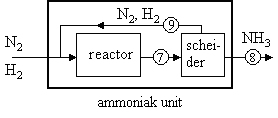 N₂, H₂ 9
N₂
H₂
reactor
7
schei-
der
NH₃
8
ammoniak unit